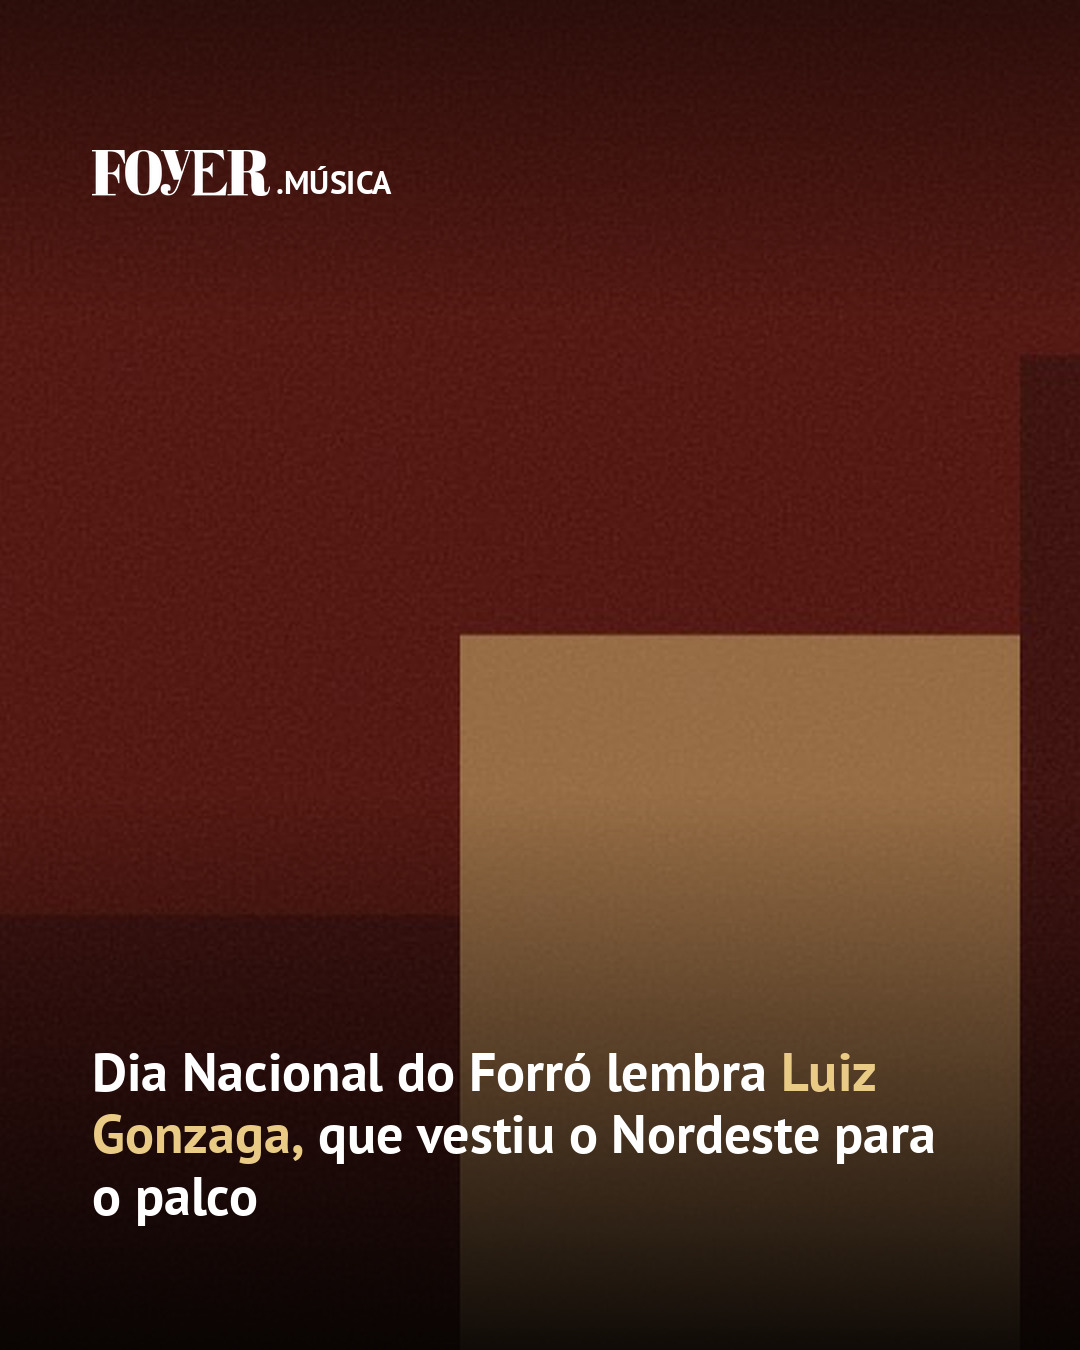 FOYER.MÚSICA
Dia Nacional do Forró lembra Luiz
Gonzaga, que vestiu o Nordeste para
o palco